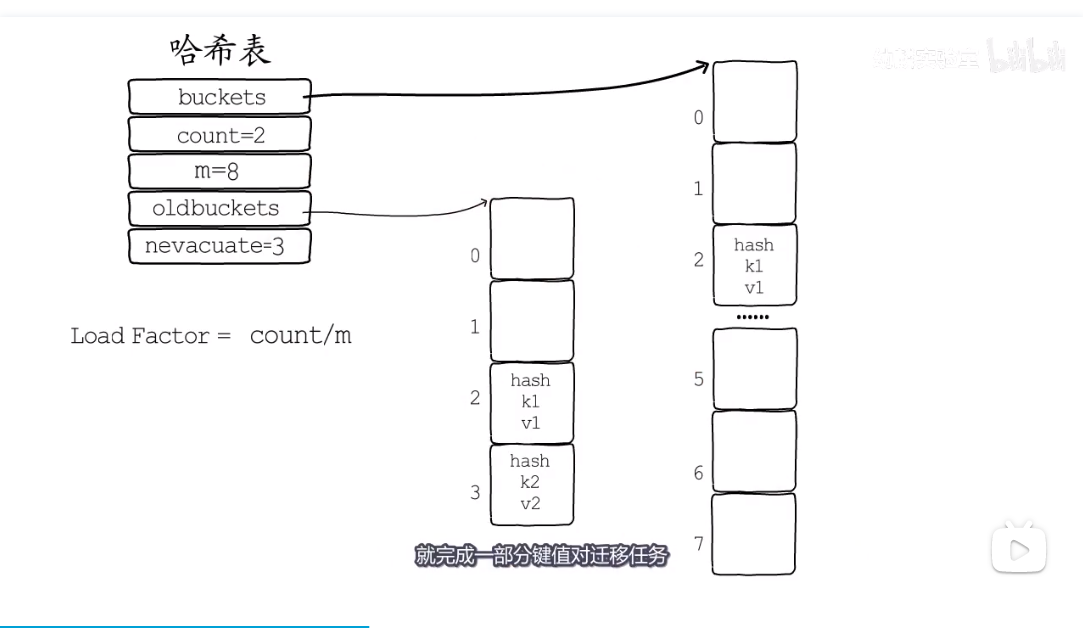 哈希表
buckets
count=2
m=8
oldbuckets
nevacuate=3
Load Factor = count/m
0
1
2
3
hash
k1
v1
hash
k2
v2
0
1
2
5
6
7
hash
k1
v1
......
就完成一部分键值对迁移任务
bilibili